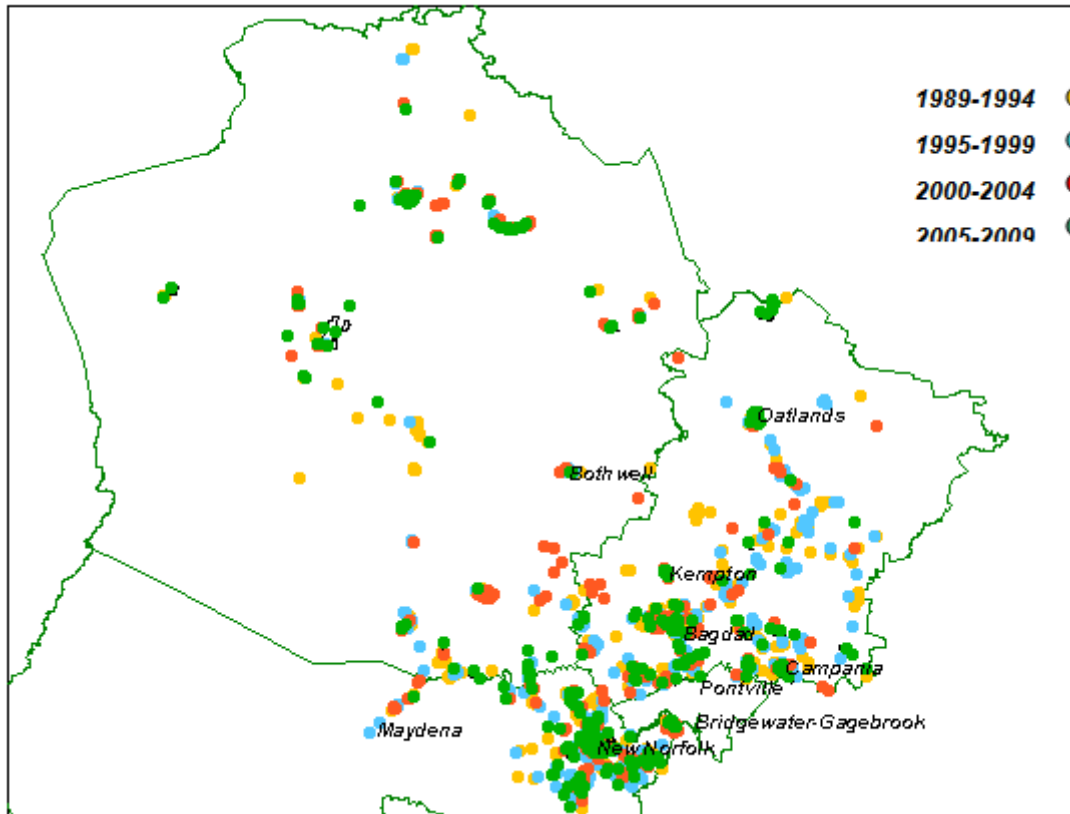 1989-1994
1995-1999
2000-2004
2005-2009
Oatlands
Bothwell
Kempton
Bagdad
Campania
Pontville
Bridgewater-Gagebrook
Maydena
New Norfolk